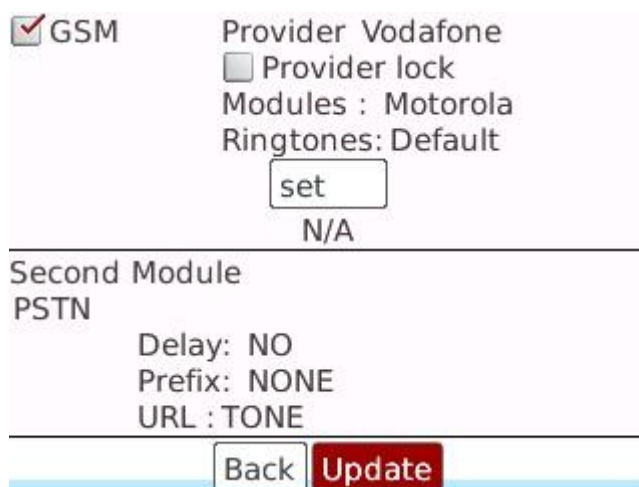 GSM Provider Vodafone
Provider lock
Modules : Motorola
Ringtones: Default
set
N/A
Second Module
PSTN
Delay: NO
Prefix: NONE
URL : TONE
Back Update